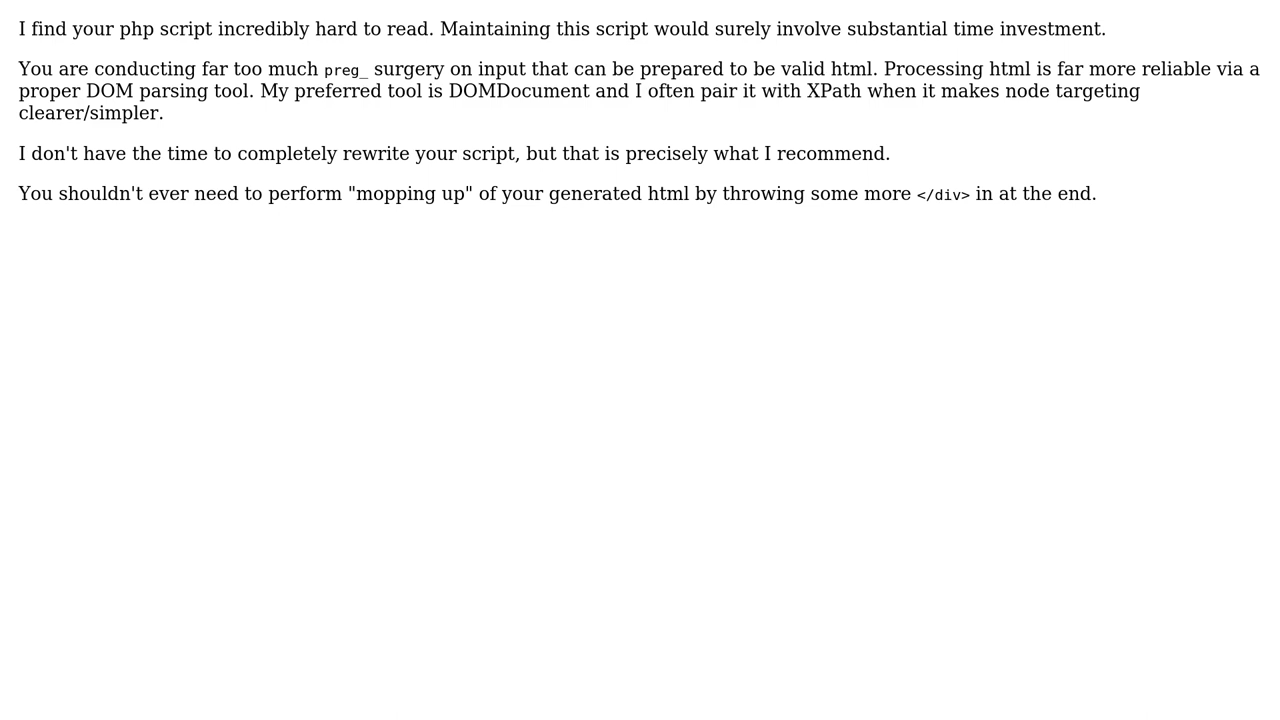 I find your php script incredibly hard to read. Maintaining this script would surely involve substantial time investment.
You are conducting far too much preg_ surgery on input that can be prepared to be valid html. Processing html is far more reliable via a
proper DOM parsing tool. My preferred tool is DOMDocument and I often pair it with XPath when it makes node targeting
clearer/simpler.
I don't have the time to completely rewrite your script, but that is precisely what I recommend.
You shouldn't ever need to perform "mopping up" of your generated html by throwing some more </div> in at the end.